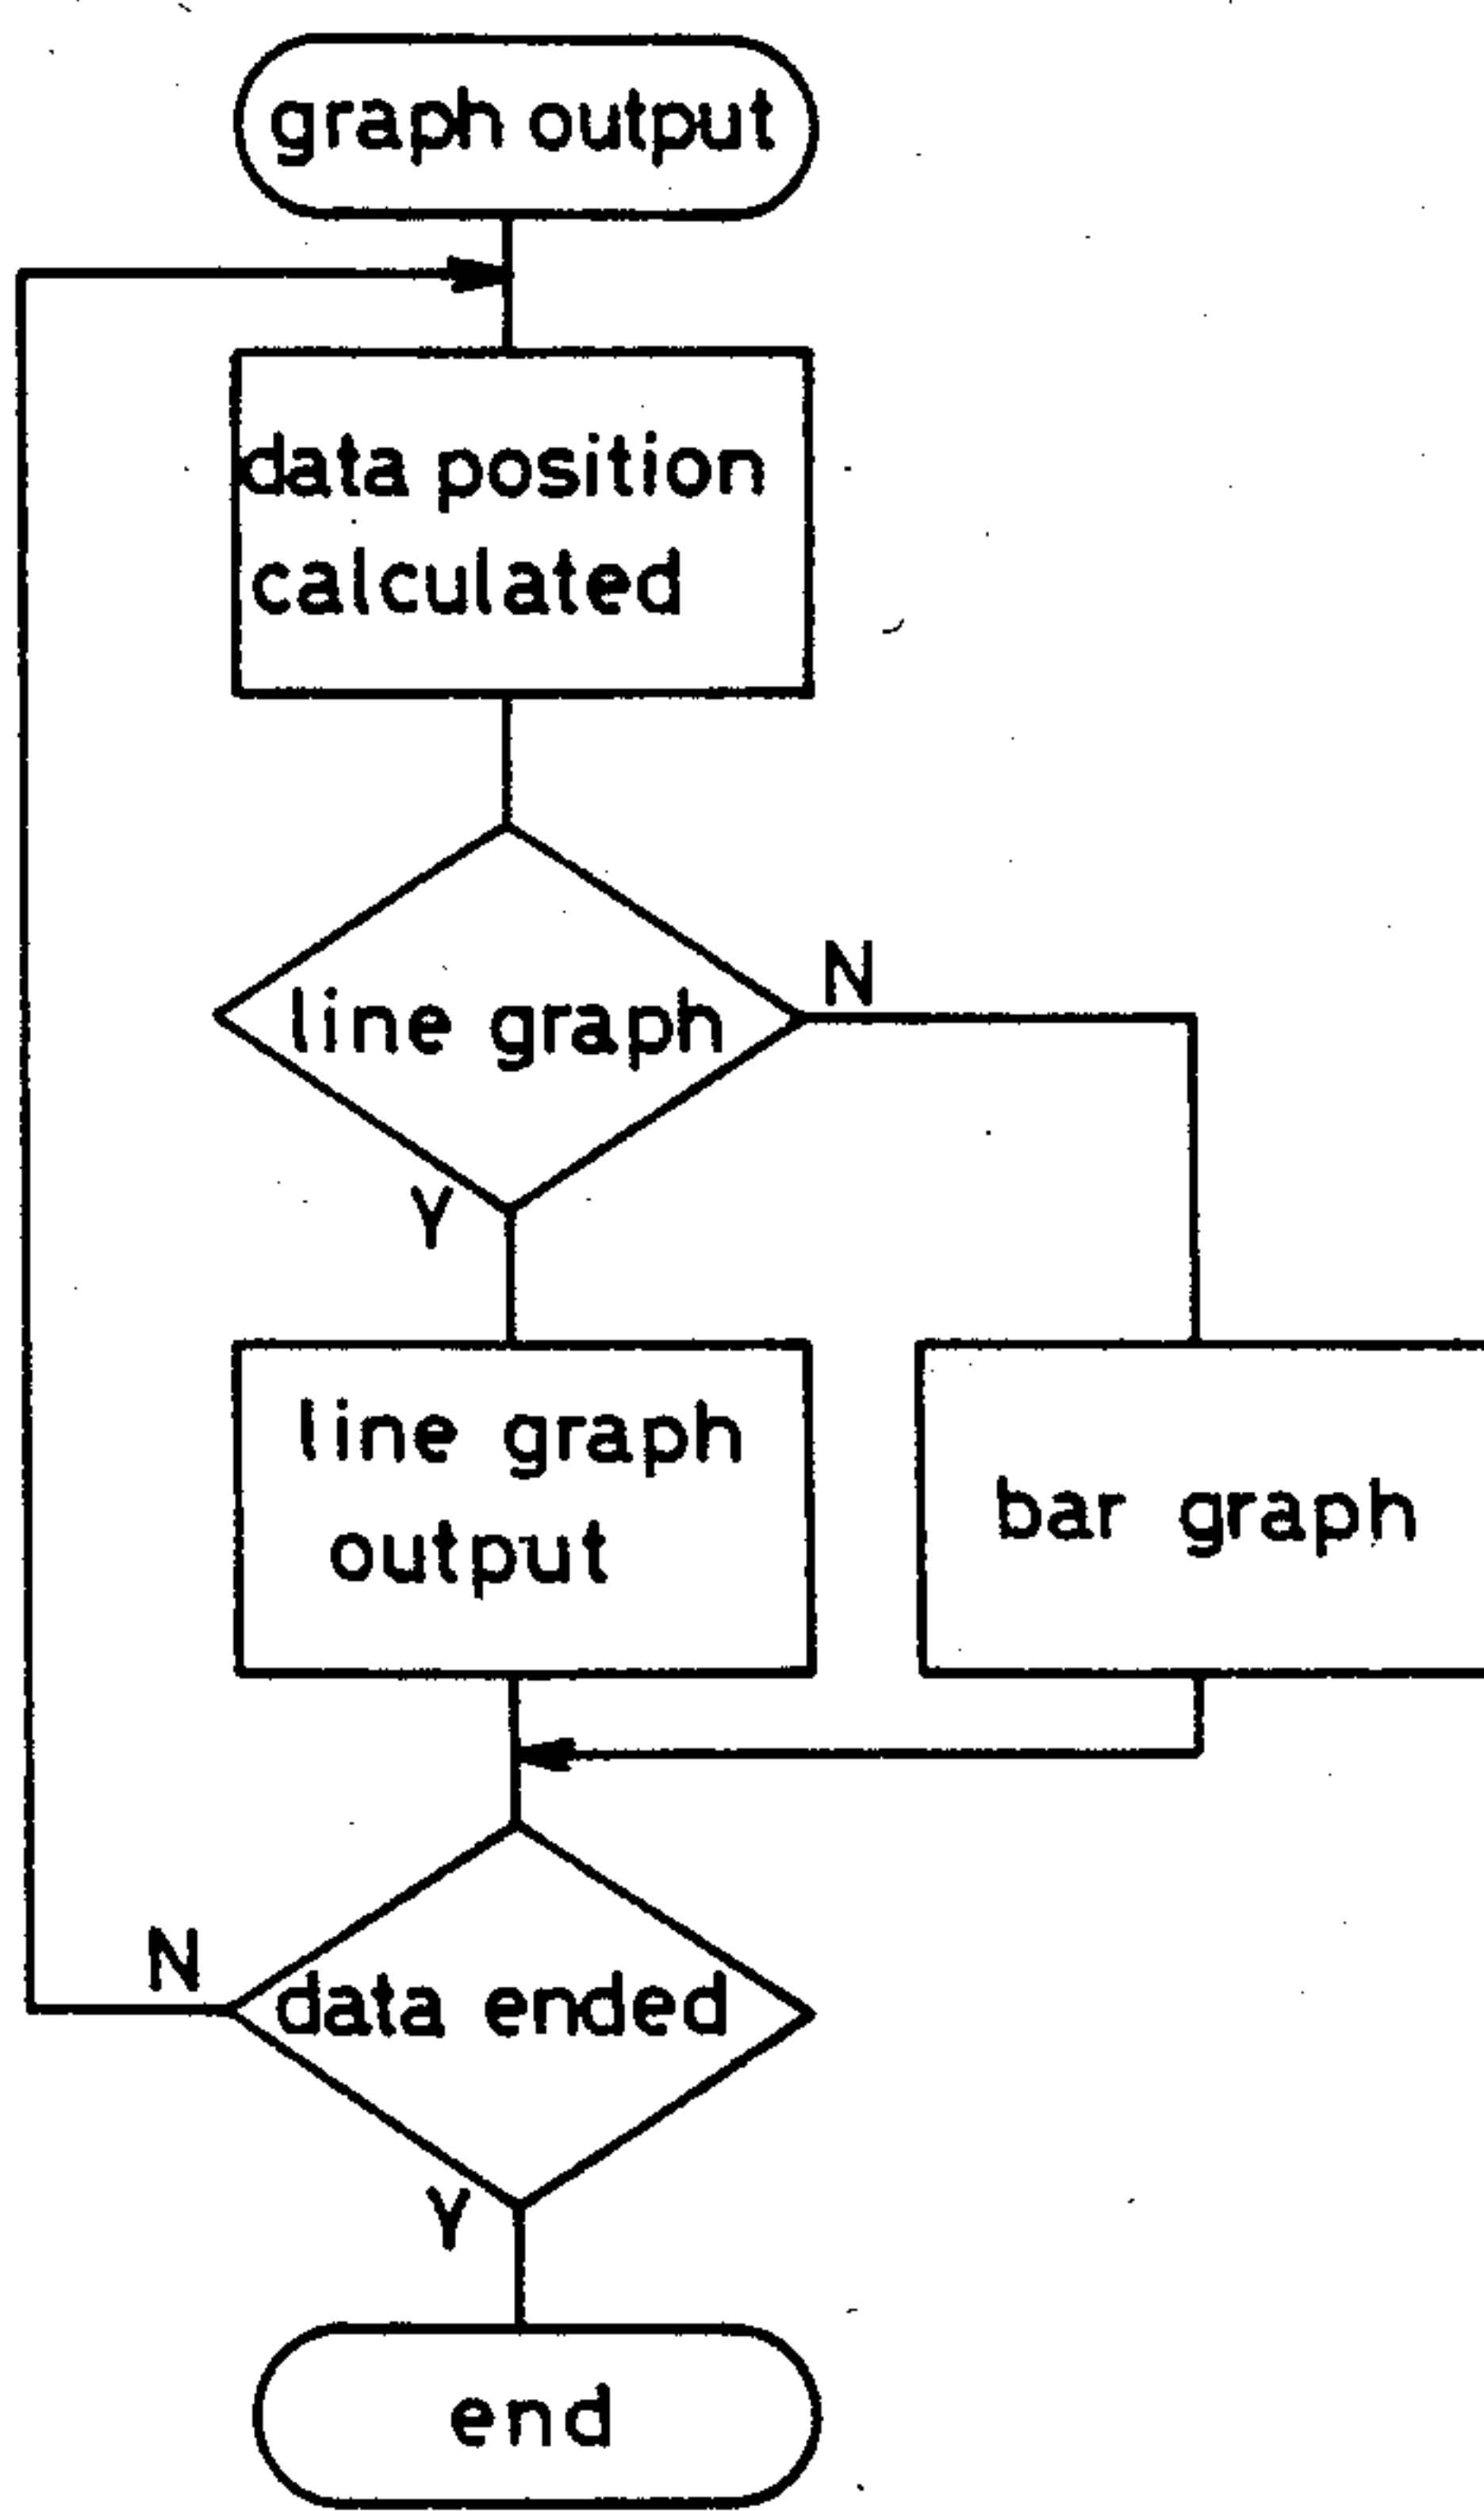 graph output
data position
calculated
line graph
N
Y
line graph
output
bar graph
N
data ended
Y
end